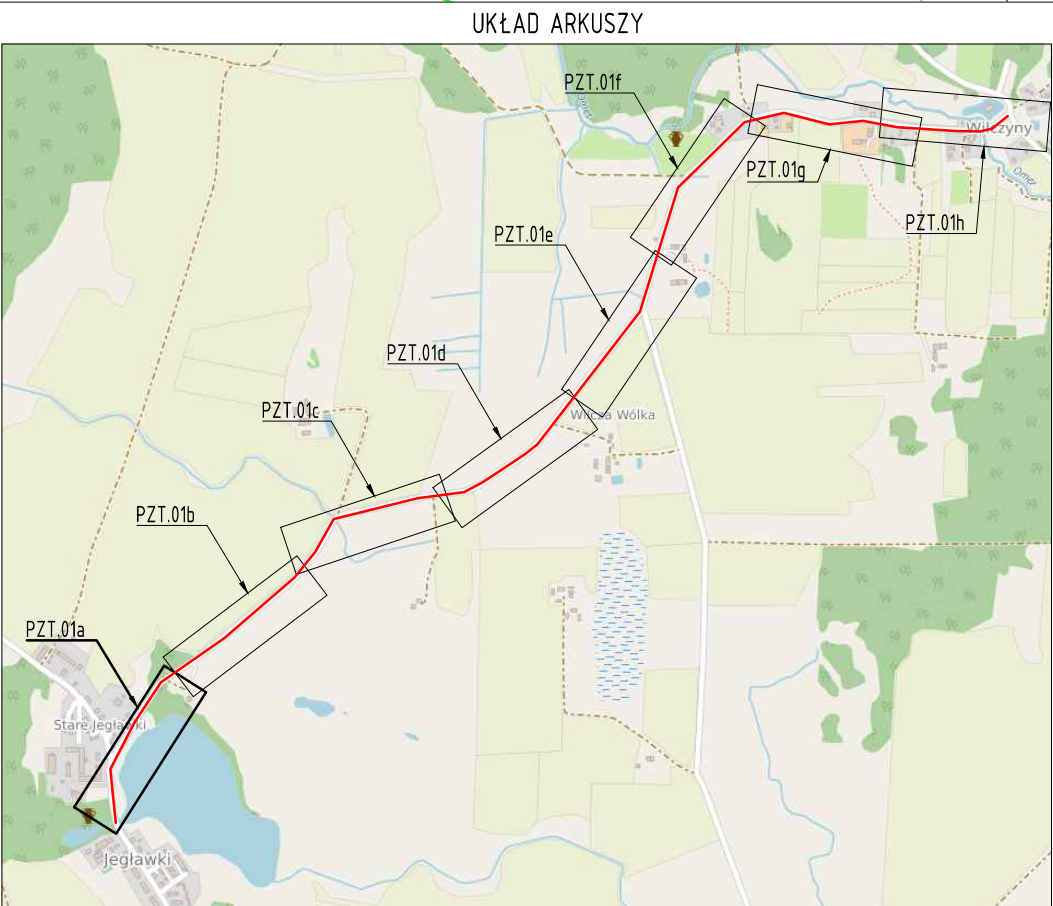 UKŁAD ARKUSZY
PZT.01f
Omet
Wilczyny
PZT.01g
Omet
PZT.01h
PZT.01e
PZT.01d
PZT.01c
Wilcza Wólka
PZT.01b
PZT.01a
Stare Jegławki
Jegławki